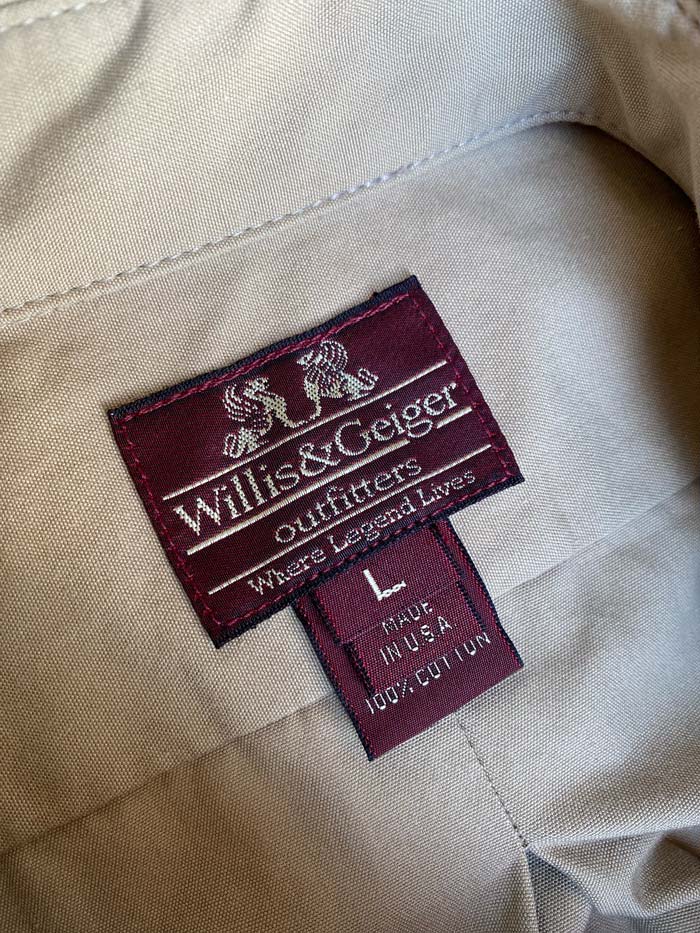 Willis&Geiger
outfitters
Where Legend Lives
L
MADE
IN U.S.A
100% COTTON